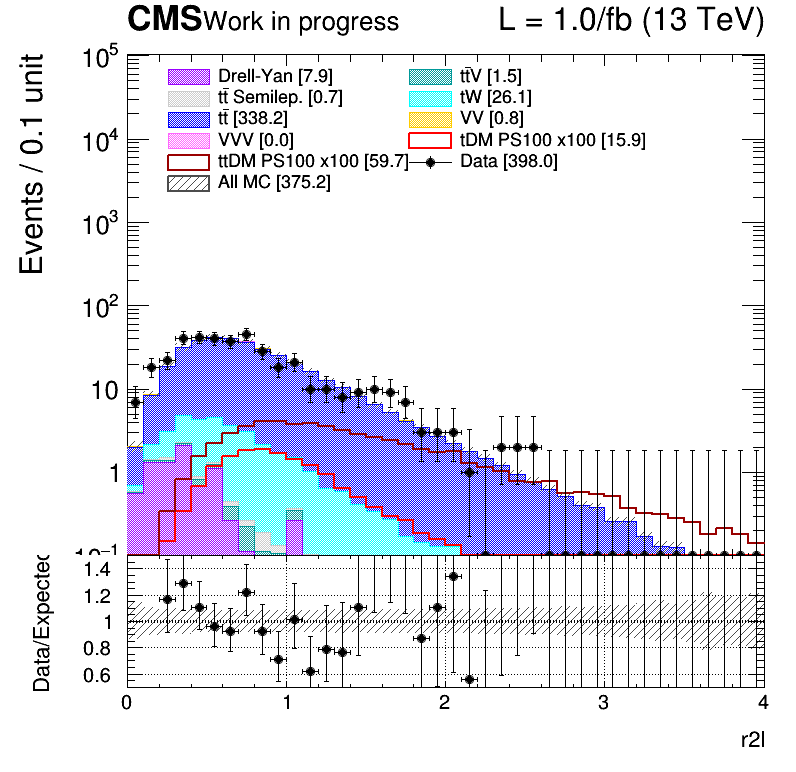 CMS Work in progress L = 1.0/fb (13 TeV)
Events / 0.1 unit
10⁵
10⁴
10³
10²
10
1
10⁻¹
Drell-Yan [7.9]
tt̄V [1.5]
tt̄ Semilep. [0.7]
tW [26.1]
tt̄ [338.2]
VV [0.8]
VVV [0.0]
tDM PS100 x100 [15.9]
ttDM PS100 x100 [59.7]
Data [398.0]
All MC [375.2]
Data/Expected
1.4
1.2
1
0.8
0.6
0 1 2 3 4
r2l